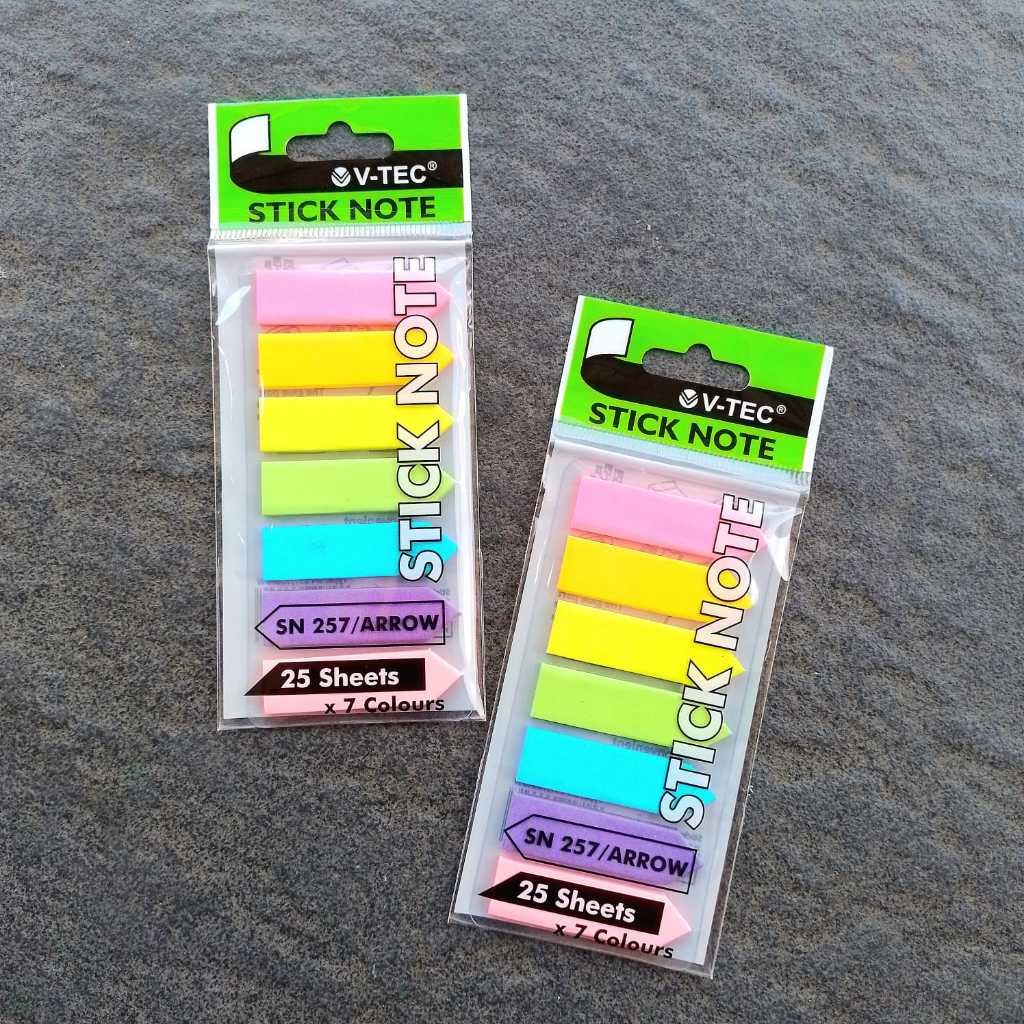 V-TEC®
STICK NOTE
STICK NOTE
SN 257/ARROW
25 Sheets
x 7 Colours
V-TEC®
STICK NOTE
STICK NOTE
SN 257/ARROW
25 Sheets
x 7 Colours